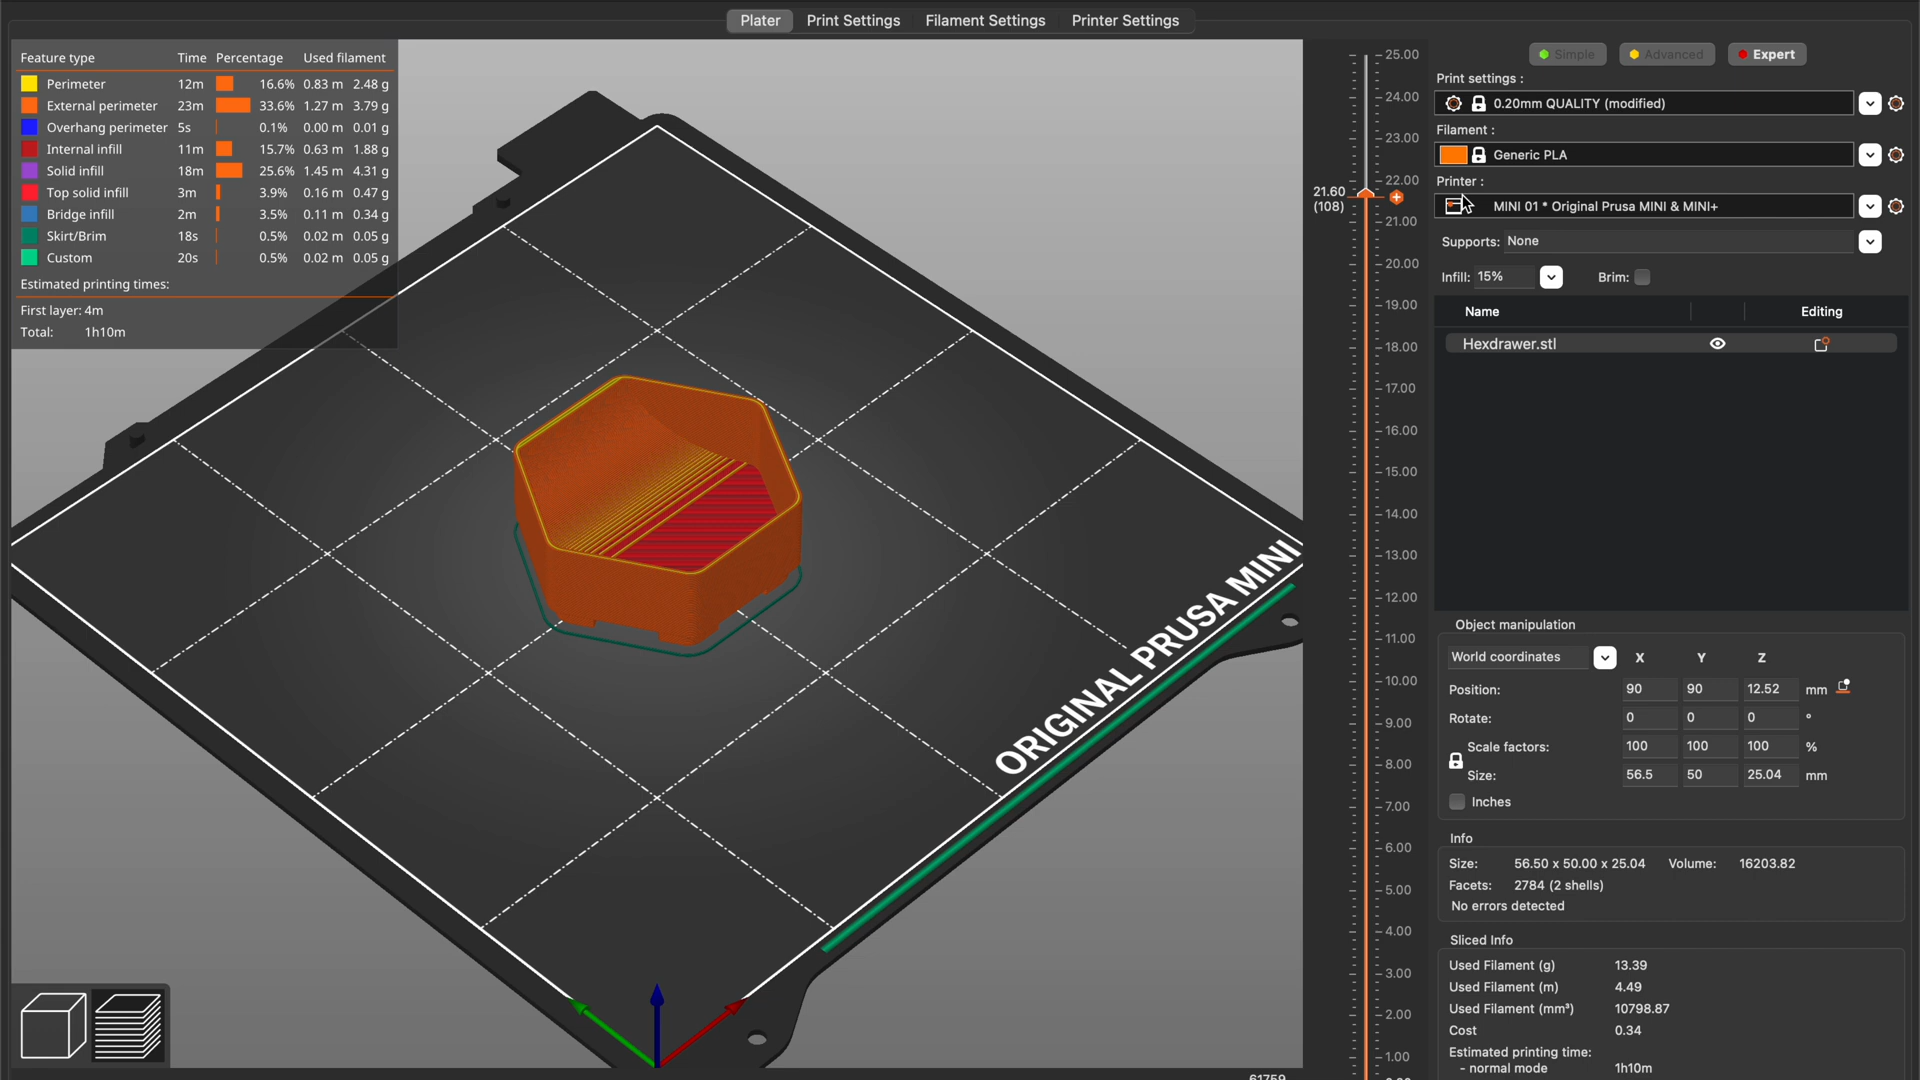 Plater Print Settings Filament Settings Printer Settings
Feature type Time Percentage Used filament
Perimeter 12m 16.6% 0.83 m 2.48 g
External perimeter 23m 33.6% 1.27 m 3.79 g
Overhang perimeter 5s 0.1% 0.00 m 0.01 g
Internal infill 11m 15.7% 0.63 m 1.88 g
Solid infill 18m 25.6% 1.45 m 4.31 g
Top solid infill 3m 3.9% 0.16 m 0.47 g
Bridge infill 2m 3.5% 0.11 m 0.34 g
Skirt/Brim 18s 0.5% 0.02 m 0.05 g
Custom 20s 0.5% 0.02 m 0.05 g
Estimated printing times:
First layer: 4m
Total: 1h10m
ORIGINAL PRUSA MINI
21.60
(108)
25.00
24.00
23.00
22.00
21.00
20.00
19.00
18.00
17.00
16.00
15.00
14.00
13.00
12.00
11.00
10.00
9.00
8.00
7.00
6.00
5.00
4.00
3.00
2.00
1.00
Simple Advanced Expert
Print settings :
0.20mm QUALITY (modified)
Filament :
Generic PLA
Printer :
MINI 01 * Original Prusa MINI & MINI+
Supports: None
Infill: 15% Brim:
Name Editing
Hexdrawer.stl
Object manipulation
World coordinates X Y Z
Position: 90 90 12.52 mm
Rotate: 0 0 0 °
Scale factors: 100 100 100 %
Size: 56.5 50 25.04 mm
Inches
Info
Size: 56.50 x 50.00 x 25.04 Volume: 16203.82
Facets: 2784 (2 shells)
No errors detected
Sliced Info
Used Filament (g) 13.39
Used Filament (m) 4.49
Used Filament (mm³) 10798.87
Cost 0.34
Estimated printing time:
- normal mode 1h10m